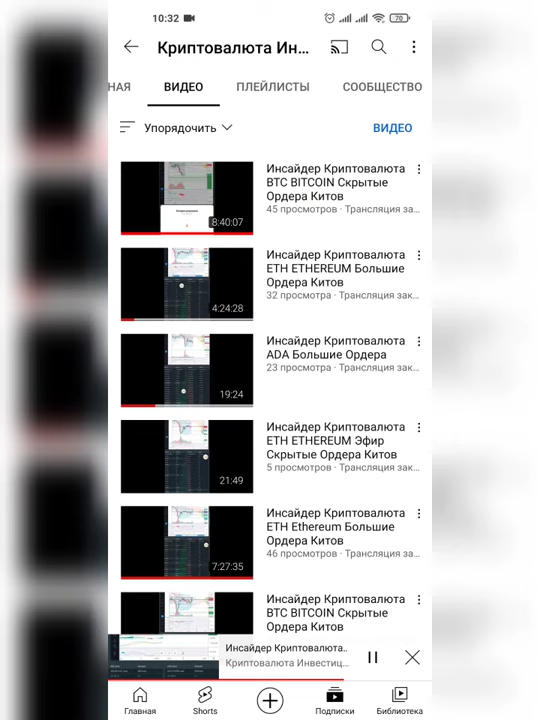 10:32
70
Криптовалюта Ин...
НАЯ
ВИДЕО
ПЛЕЙЛИСТЫ
СООБЩЕСТВО
Упорядочить
ВИДЕО
8:40:07
Инсайдер Криптовалюта
BTC BITCOIN Скрытые
Ордера Китов
45 просмотров · Трансляция за...
4:24:28
Инсайдер Криптовалюта
ETH ETHEREUM Большие
Ордера Китов
32 просмотра · Трансляция зак...
19:24
Инсайдер Криптовалюта
ADA Большие Ордера
23 просмотра · Трансляция зак...
21:49
Инсайдер Криптовалюта
ETH ETHEREUM Эфир
Скрытые Ордера Китов
5 просмотров · Трансляция зак...
7:27:35
Инсайдер Криптовалюта
ETH Ethereum Большие
Ордера Китов
46 просмотров · Трансляция за...
Инсайдер Криптовалюта
BTC BITCOIN Скрытые
Ордера Китов
Инсайдер Криптовалюта..
Криптовалюта Инвестиц...
Главная
Shorts
Подписки
Библиотека